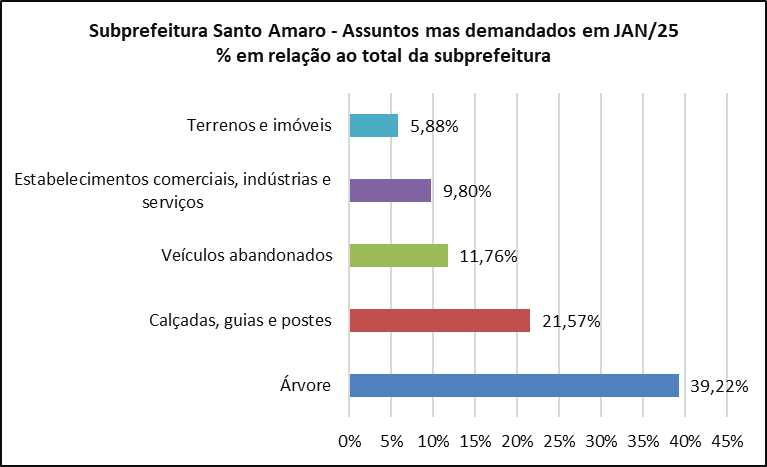 Subprefeitura Santo Amaro - Assuntos mas demandados em JAN/25
% em relação ao total da subprefeitura
Terrenos e imóveis
5,88%
Estabelecimentos comerciais, indústrias e
serviços
9,80%
Veículos abandonados
11,76%
Calçadas, guias e postes
21,57%
Árvore
39,22%
0% 5% 10% 15% 20% 25% 30% 35% 40% 45%